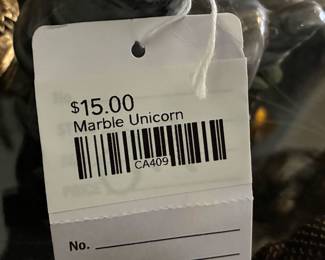 $15.00
Marble Unicorn
CA409
No.